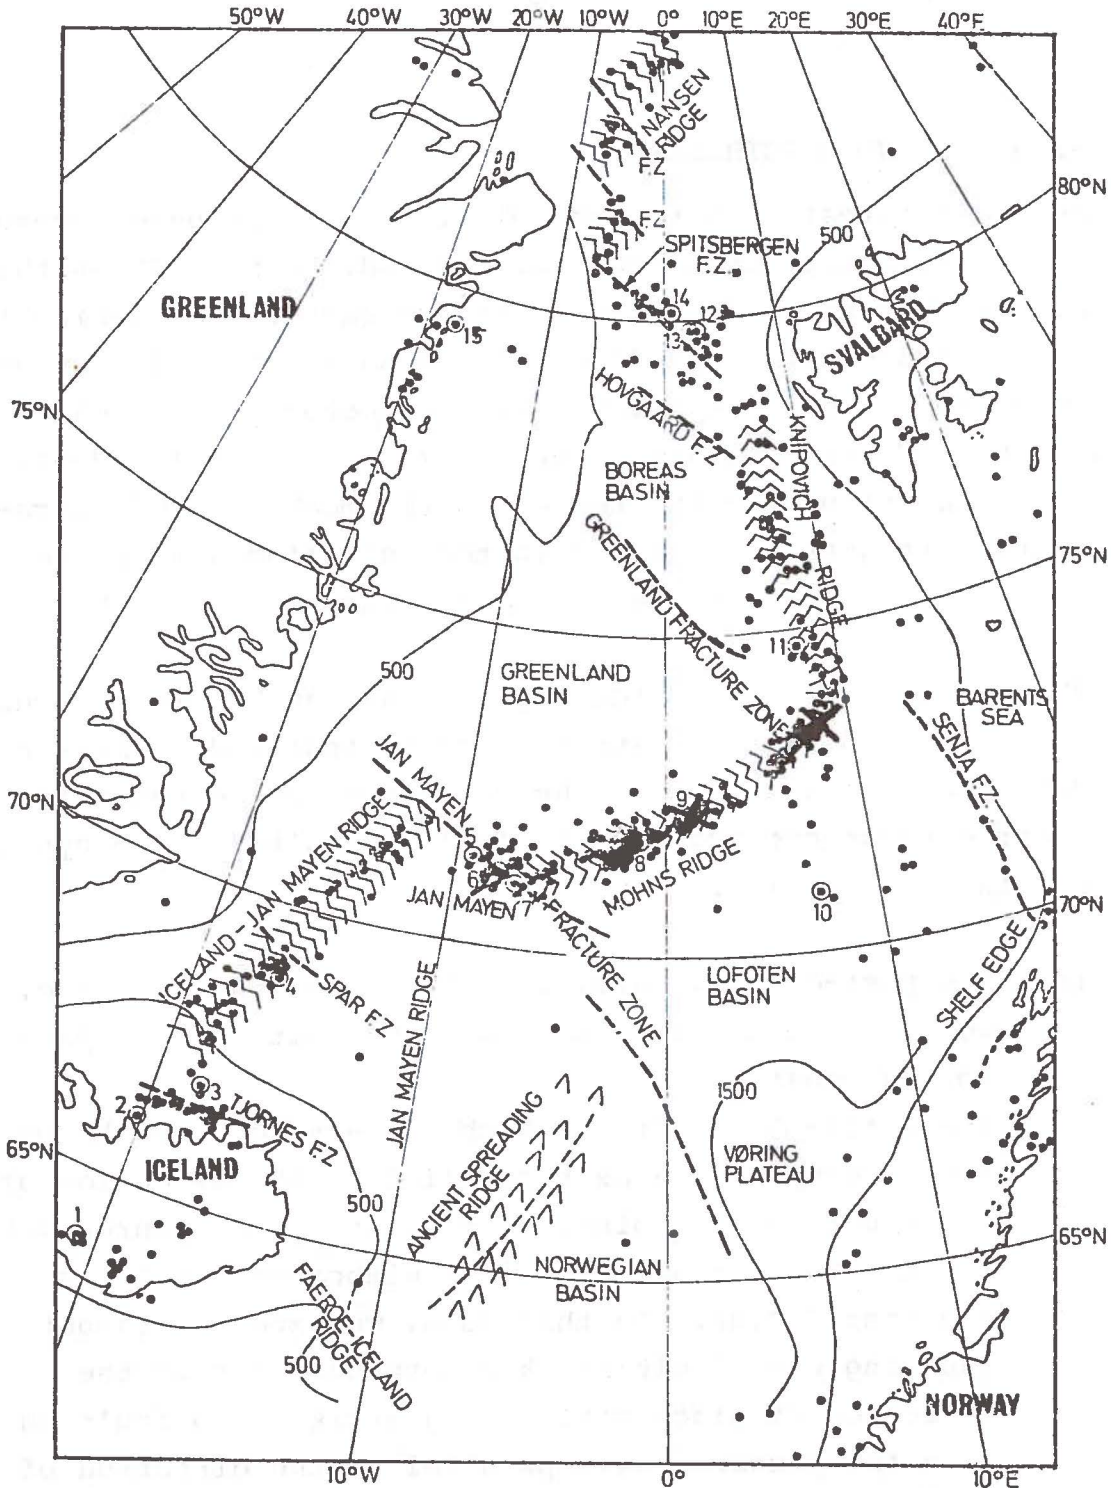 50°W 40°W 30°W 20°W 10°W 0° 10°E 20°E 30°E 40°E
NANSEN
RIDGE
F.Z
80°N
F.Z
SPITSBERGEN
F.Z.
500
GREENLAND
14
12
13
15
SVALBARD
75°N
HOVGAARD F.Z
KNIPOVICH
RIDGE
BOREAS
BASIN
GREENLAND FRACTURE ZONE
75°N
11
500
GREENLAND
BASIN
BARENTS
SEA
SENJA F.Z
JAN MAYEN
70°N
ICELAND-JAN MAYEN RIDGE
5
9
6
8
7
MOHNS RIDGE
JAN MAYEN
FRACTURE ZONE
10
70°N
4
SPAR F.Z
JAN MAYEN RIDGE
LOFOTEN
BASIN
SHELF EDGE
2
3
TJORNES F.Z
1500
65°N
ICELAND
ANCIENT SPREADING
RIDGE
VØRING
PLATEAU
500
1
65°N
NORWEGIAN
BASIN
FAEROE-ICELAND
RIDGE
500
NORWAY
10°W 0° 10°E